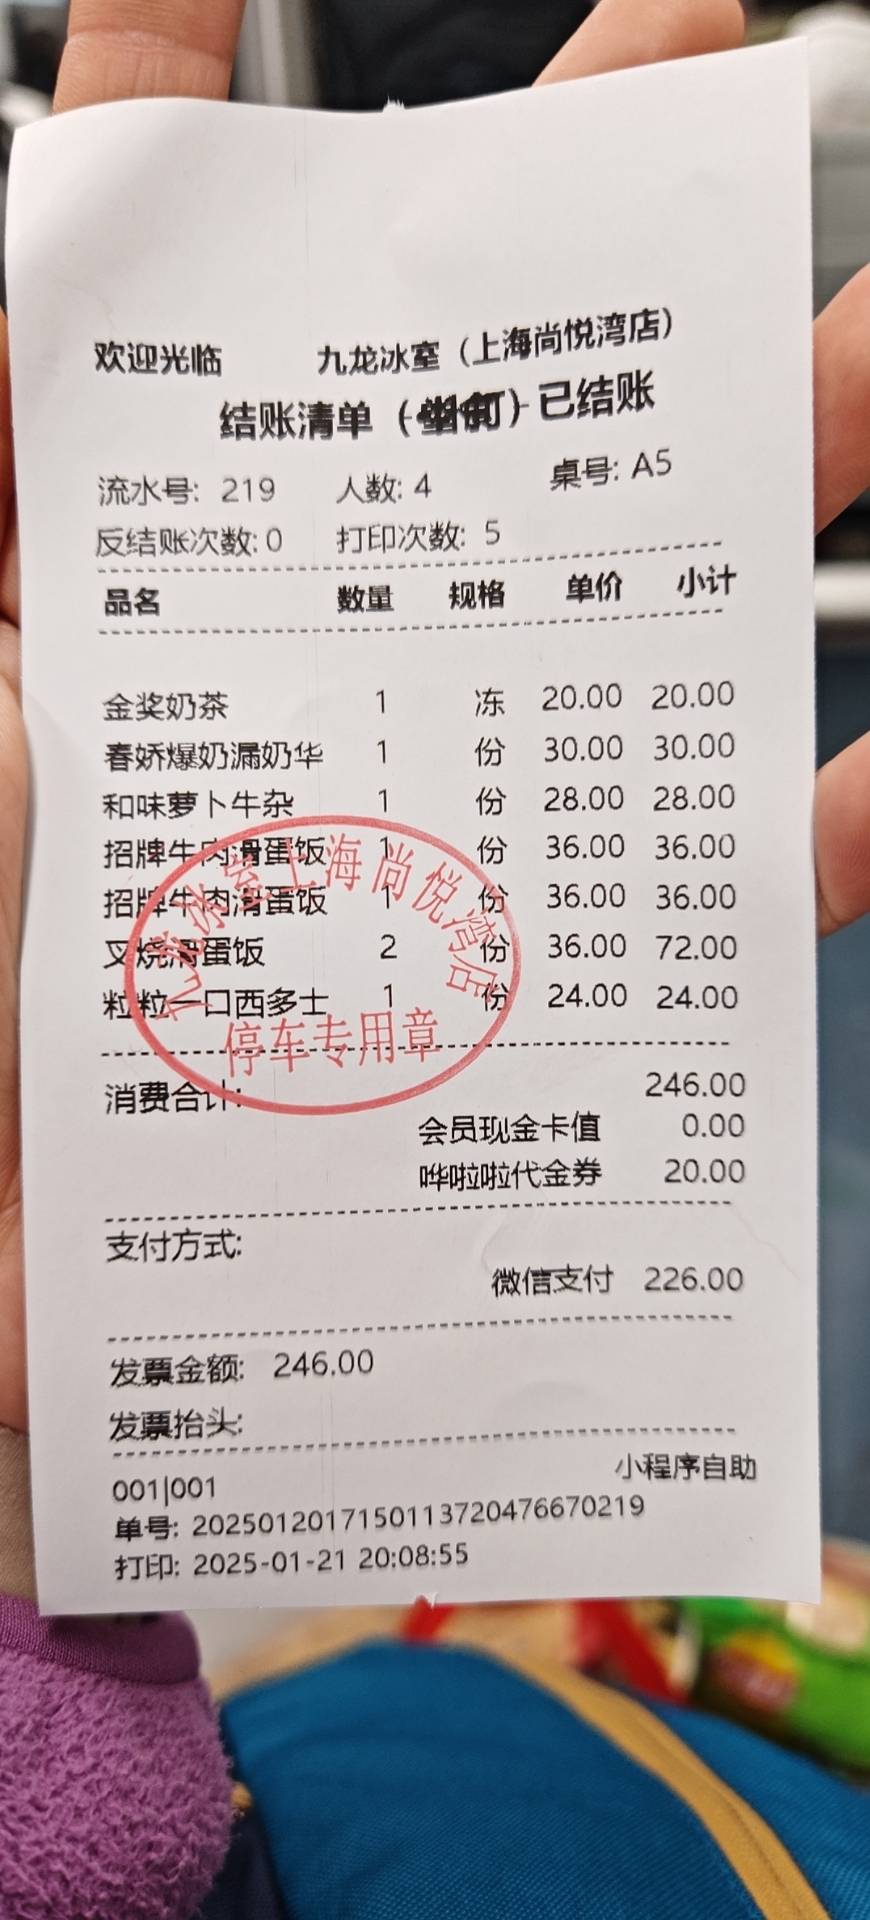 欢迎光临 九龙冰室（上海尚悦湾店）
结账清单（堂食）已结账
流水号: 219 人数: 4 桌号: A5
反结账次数: 0 打印次数: 5
品名 数量 规格 单价 小计
金奖奶茶 1 冻 20.00 20.00
春娇爆奶漏奶华 1 份 30.00 30.00
和味萝卜牛杂 1 份 28.00 28.00
招牌牛肉滑蛋饭 1 份 36.00 36.00
招牌牛肉滑蛋饭 1 份 36.00 36.00
叉烧滑蛋饭 2 份 36.00 72.00
粒粒一口西多士 1 份 24.00 24.00
九龙冰室上海尚悦湾店
停车专用章
消费合计: 246.00
会员现金卡值 0.00
哗啦啦代金券 20.00
支付方式:
微信支付 226.00
发票金额: 246.00
发票抬头:
001|001 小程序自助
单号: 2025012017150113720476670219
打印: 2025-01-21 20:08:55